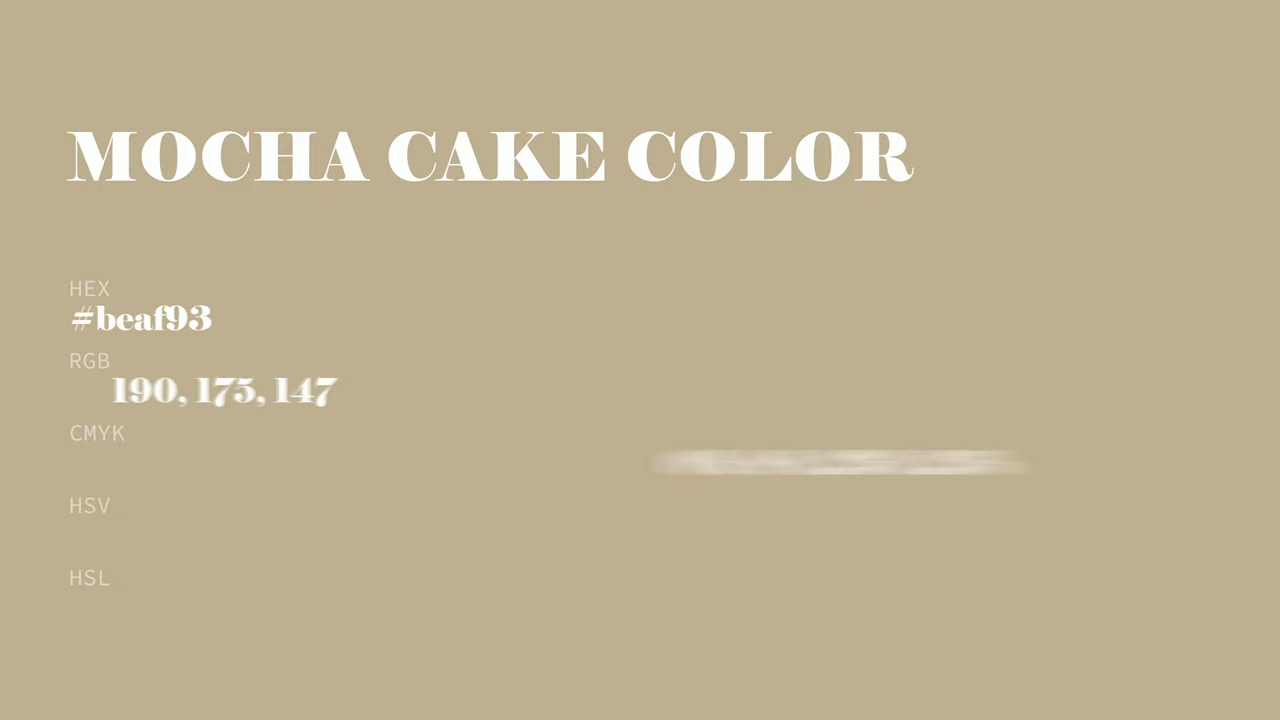 MOCHA CAKE COLOR
HEX
#beaf93
RGB
190, 175, 147
CMYK
HSV
HSL